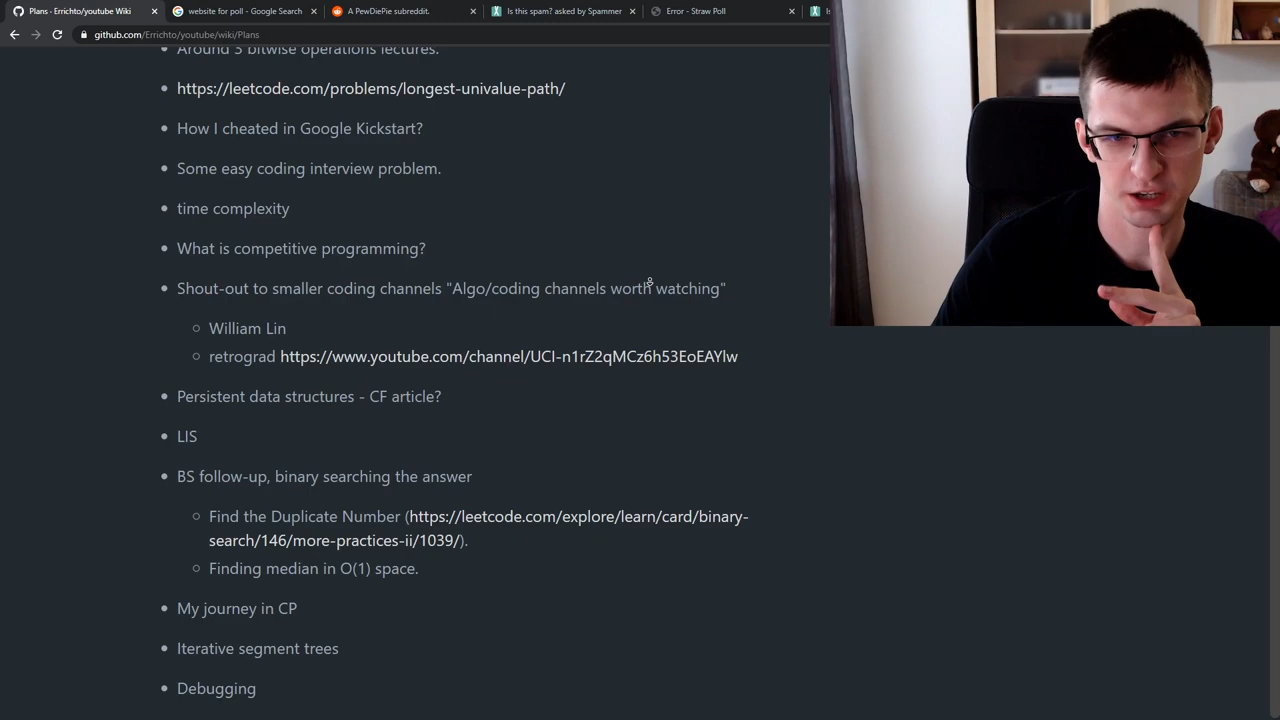 Plans · Errichto/youtube Wiki
website for poll - Google Search
A PewDiePie subreddit.
Is this spam? asked by Spammer
Error - Straw Poll
Is
github.com/Errichto/youtube/wiki/Plans
Around 3 bitwise operations lectures.
https://leetcode.com/problems/longest-univalue-path/
How I cheated in Google Kickstart?
Some easy coding interview problem.
time complexity
What is competitive programming?
Shout-out to smaller coding channels "Algo/coding channels worth watching"
William Lin
retrograd https://www.youtube.com/channel/UCI-n1rZ2qMCz6h53EoEAYlw
Persistent data structures - CF article?
LIS
BS follow-up, binary searching the answer
Find the Duplicate Number (https://leetcode.com/explore/learn/card/binary-
search/146/more-practices-ii/1039/).
Finding median in O(1) space.
My journey in CP
Iterative segment trees
Debugging